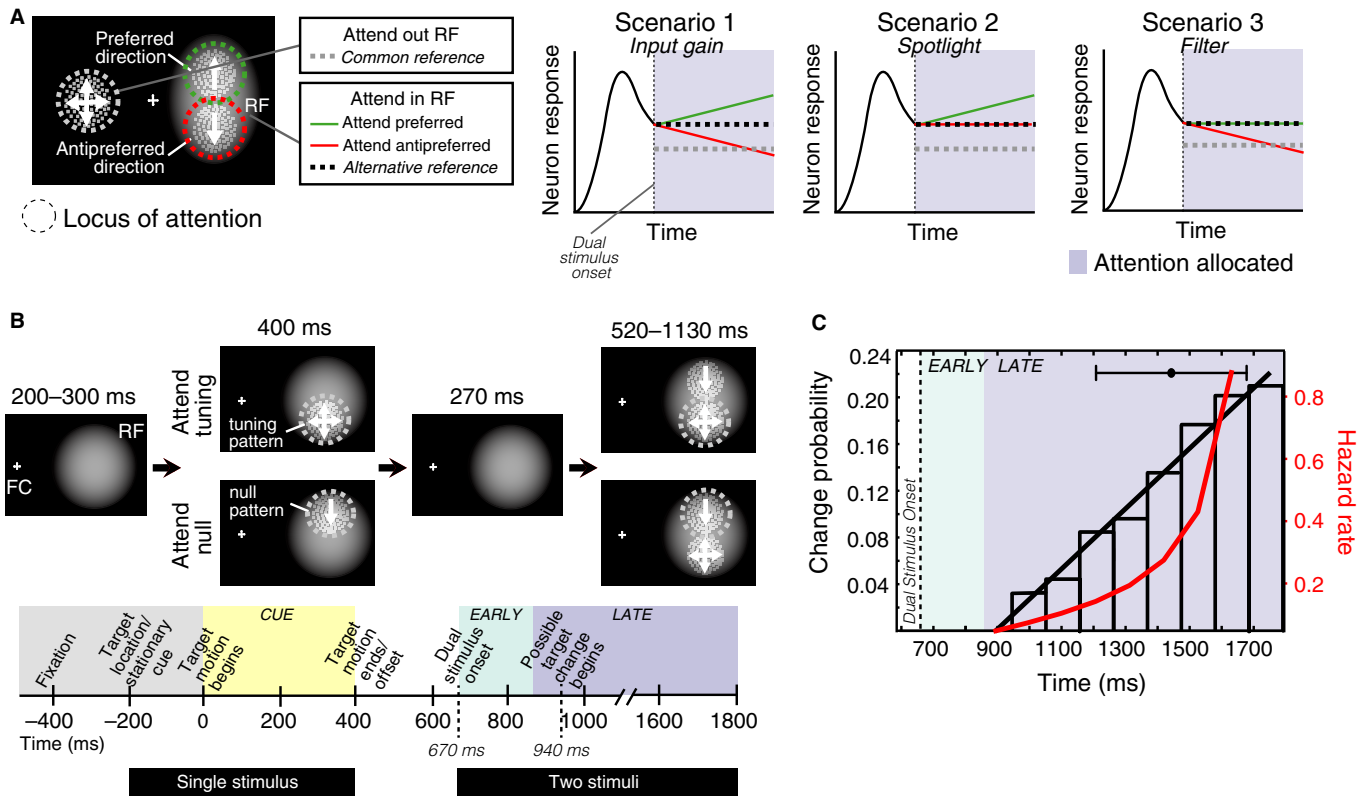 A
Preferred
direction
RF
Antipreferred
direction
Locus of attention
Attend out RF
Common reference
Attend in RF
Attend preferred
Attend antipreferred
Alternative reference
Scenario 1
Input gain
Neuron response
Time
Dual
stimulus
onset
Scenario 2
Spotlight
Neuron response
Time
Scenario 3
Filter
Neuron response
Time
Attention allocated
B
200–300 ms
RF
FC
400 ms
Attend
tuning
tuning
pattern
Attend
null
null
pattern
270 ms
520–1130 ms
CUE
EARLY
LATE
Fixation
Target
location/
stationary
cue
Target
motion
begins
Target
motion
ends/
offset
Dual
stimulus
onset
Possible
target
change
begins
−400
−200
0
200
400
600
800
1000
1600
1800
Time (ms)
670 ms
940 ms
Single stimulus
Two stimuli
C
EARLY
LATE
Dual Stimulus Onset
Change probability
0.24
0.20
0.16
0.12
0.08
0.04
700
900
1100
1300
1500
1700
Time (ms)
0.8
0.6
0.4
0.2
Hazard rate